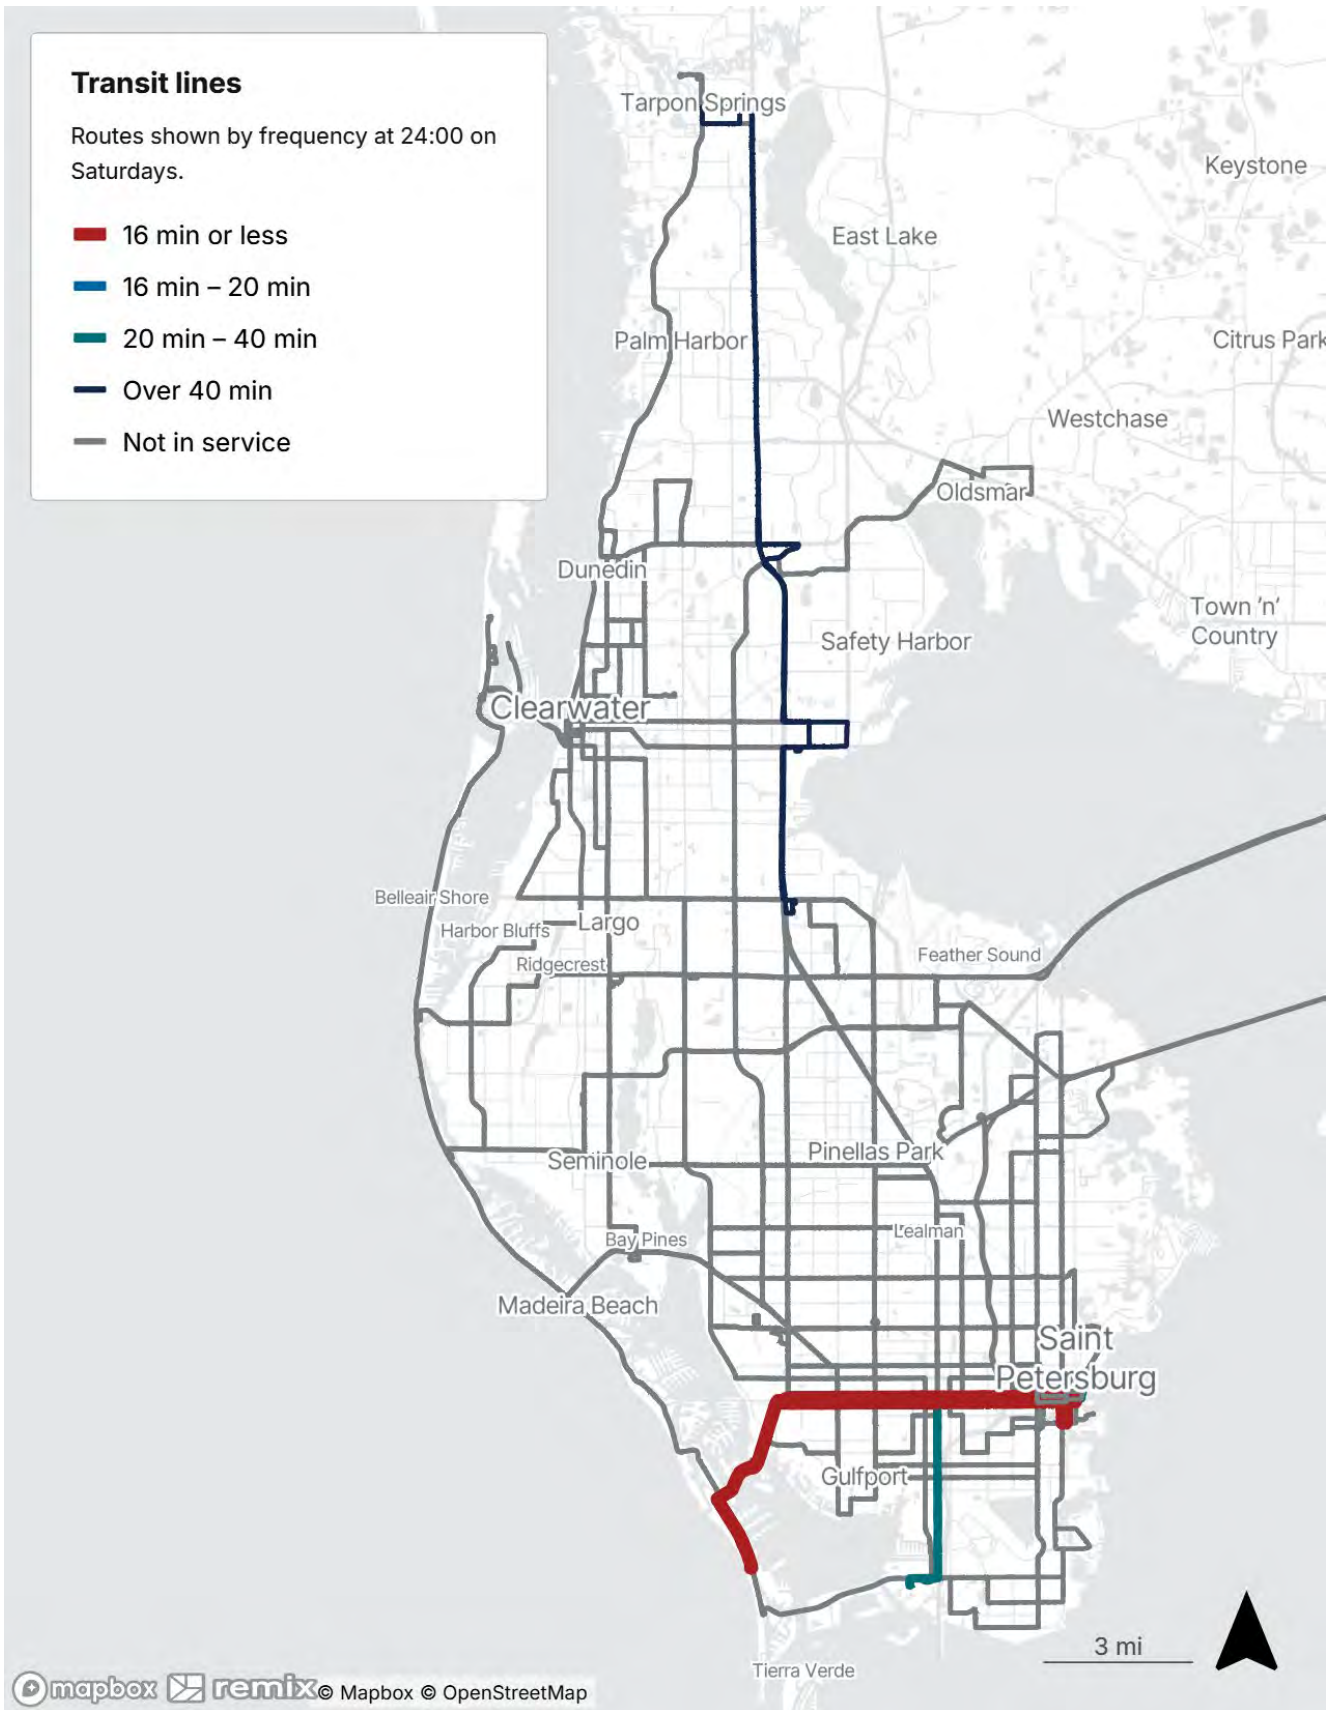 Transit lines
Routes shown by frequency at 24:00 on
Saturdays.
16 min or less
16 min – 20 min
20 min – 40 min
Over 40 min
Not in service
Tarpon Springs
Keystone
East Lake
Palm Harbor
Citrus Park
Westchase
Oldsmar
Dunedin
Town 'n'
Country
Safety Harbor
Clearwater
Belleair Shore
Largo
Harbor Bluffs
Ridgecrest
Feather Sound
Pinellas Park
Seminole
Lealman
Bay Pines
Madeira Beach
Saint
Petersburg
Gulfport
3 mi
Tierra Verde
mapbox remix © Mapbox © OpenStreetMap